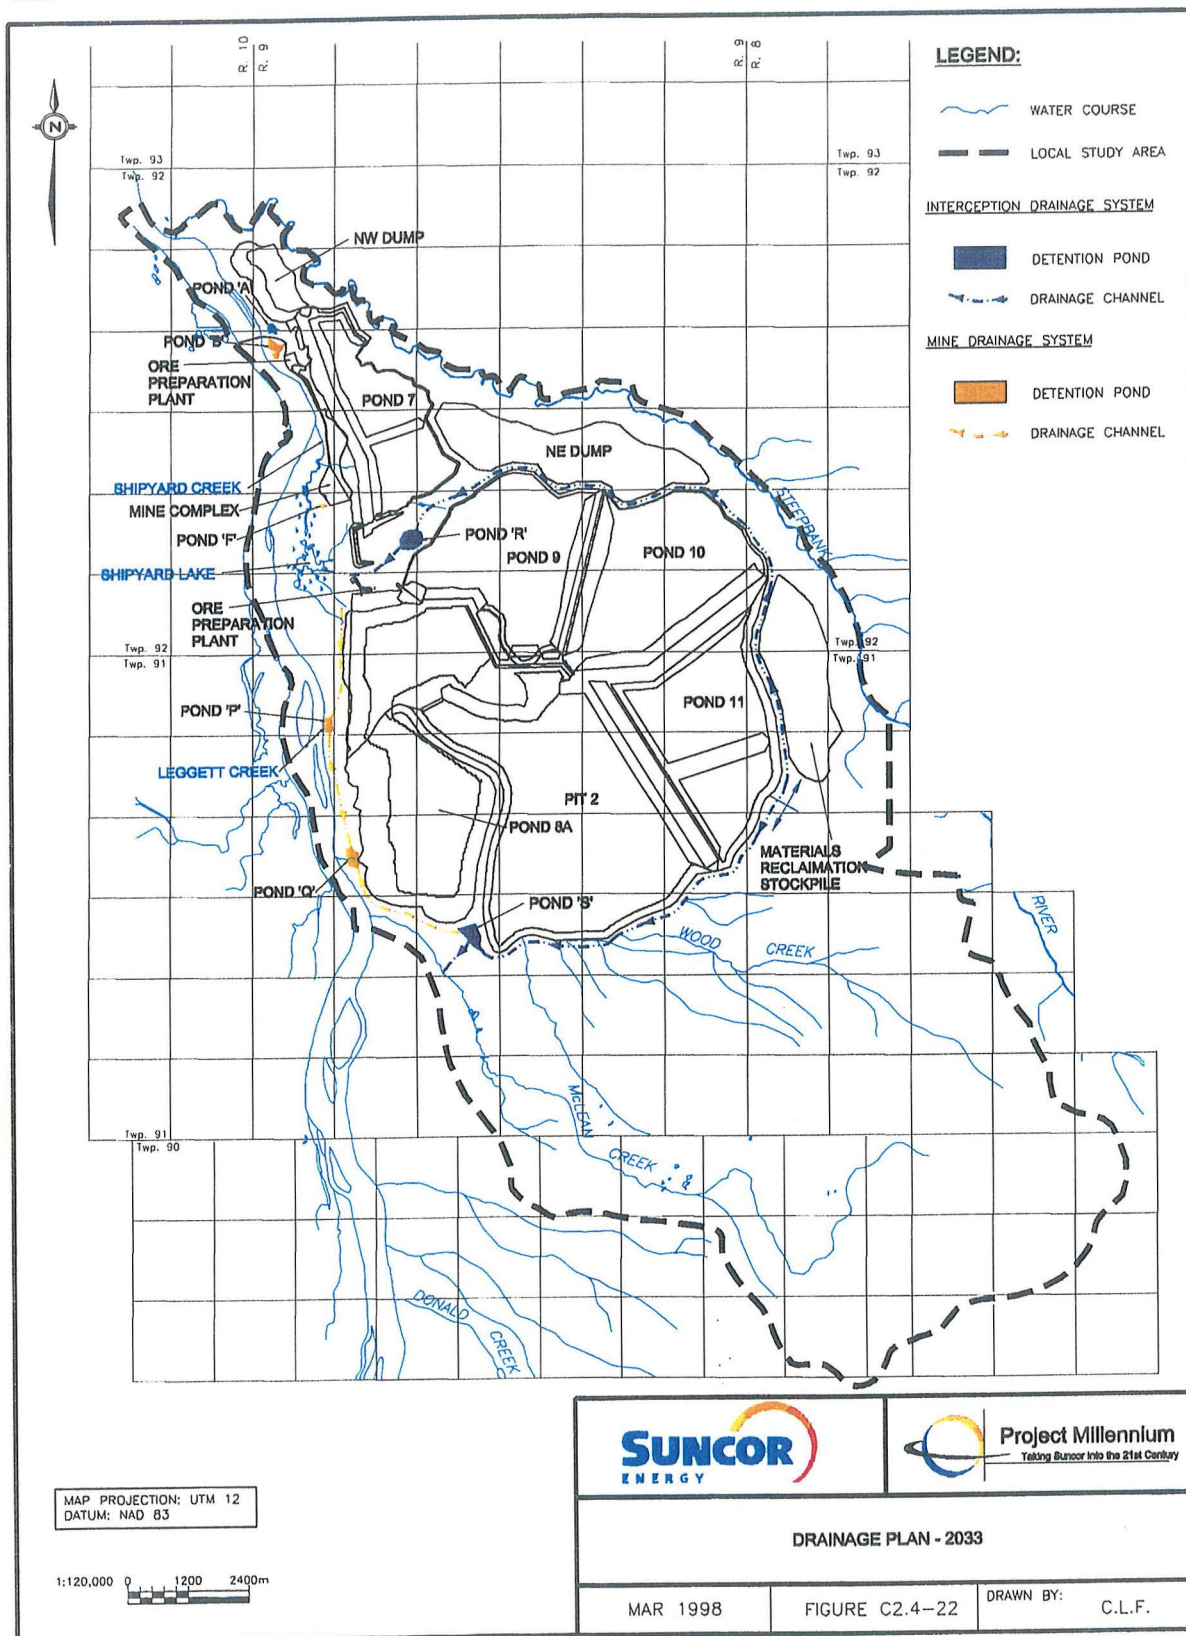 R. 10
R. 9
R. 9
R. 8
N
LEGEND:
WATER COURSE
LOCAL STUDY AREA
INTERCEPTION DRAINAGE SYSTEM
DETENTION POND
DRAINAGE CHANNEL
MINE DRAINAGE SYSTEM
DETENTION POND
DRAINAGE CHANNEL
Twp. 93
Twp. 92
Twp. 93
Twp. 92
NW DUMP
POND 'A'
POND 'B'
ORE
PREPARATION
PLANT
POND 7
NE DUMP
SHIPYARD CREEK
MINE COMPLEX
POND 'F'
SHIPYARD LAKE
ORE
PREPARATION
PLANT
POND 'R'
POND 9
POND 10
STEEPBANK
Twp. 92
Twp. 91
Twp. 92
Twp. 91
POND 'P'
LEGGETT CREEK
POND 11
PIT 2
POND 8A
MATERIALS
RECLAMATION
STOCKPILE
POND 'Q'
POND 'S'
WOOD CREEK
RIVER
McLEAN
CREEK
Twp. 91
Twp. 90
DONALD
CREEK
SUNCOR
ENERGY
Project Millennium
Taking Suncor into the 21st Century
MAP PROJECTION: UTM 12
DATUM: NAD 83
DRAINAGE PLAN - 2033
1:120,000 0 1200 2400m
MAR 1998
FIGURE C2.4-22
DRAWN BY:
C.L.F.